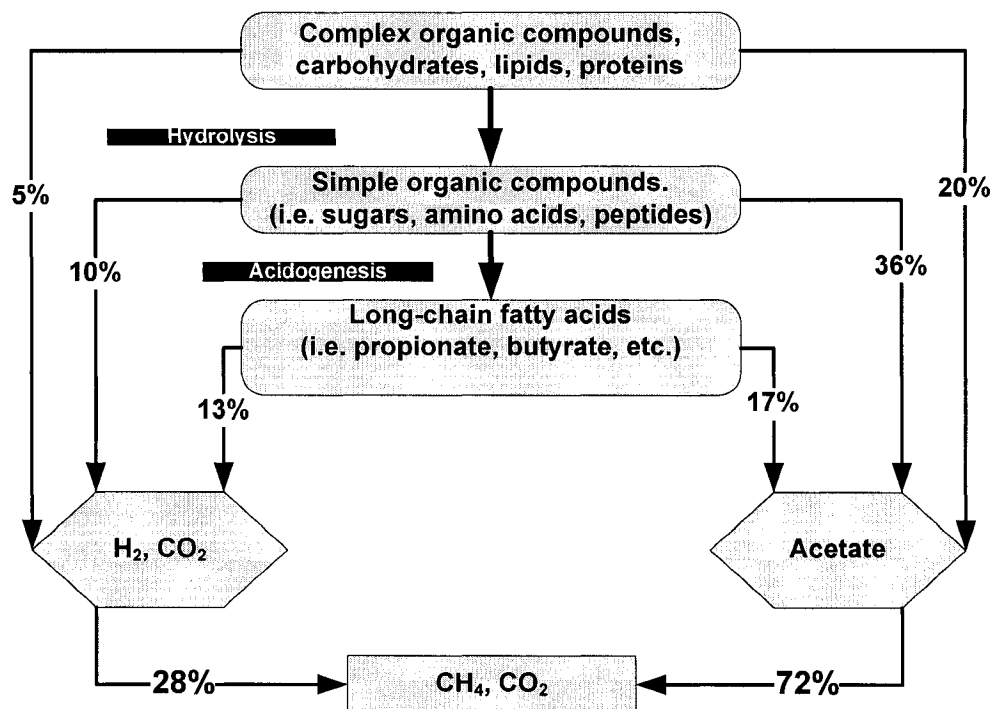 Complex organic compounds,
carbohydrates, lipids, proteins
Hydrolysis
5%
20%
Simple organic compounds.
(i.e. sugars, amino acids, peptides)
10%
36%
Acidogenesis
Long-chain fatty acids
(i.e. propionate, butyrate, etc.)
13%
17%
H₂, CO₂
Acetate
28%
CH₄, CO₂
72%